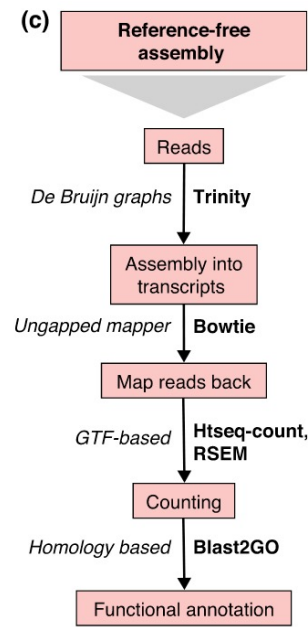 (c)
Reference-free
assembly
Reads
De Bruijn graphs Trinity
Assembly into
transcripts
Ungapped mapper Bowtie
Map reads back
GTF-based Htseq-count,
RSEM
Counting
Homology based Blast2GO
Functional annotation